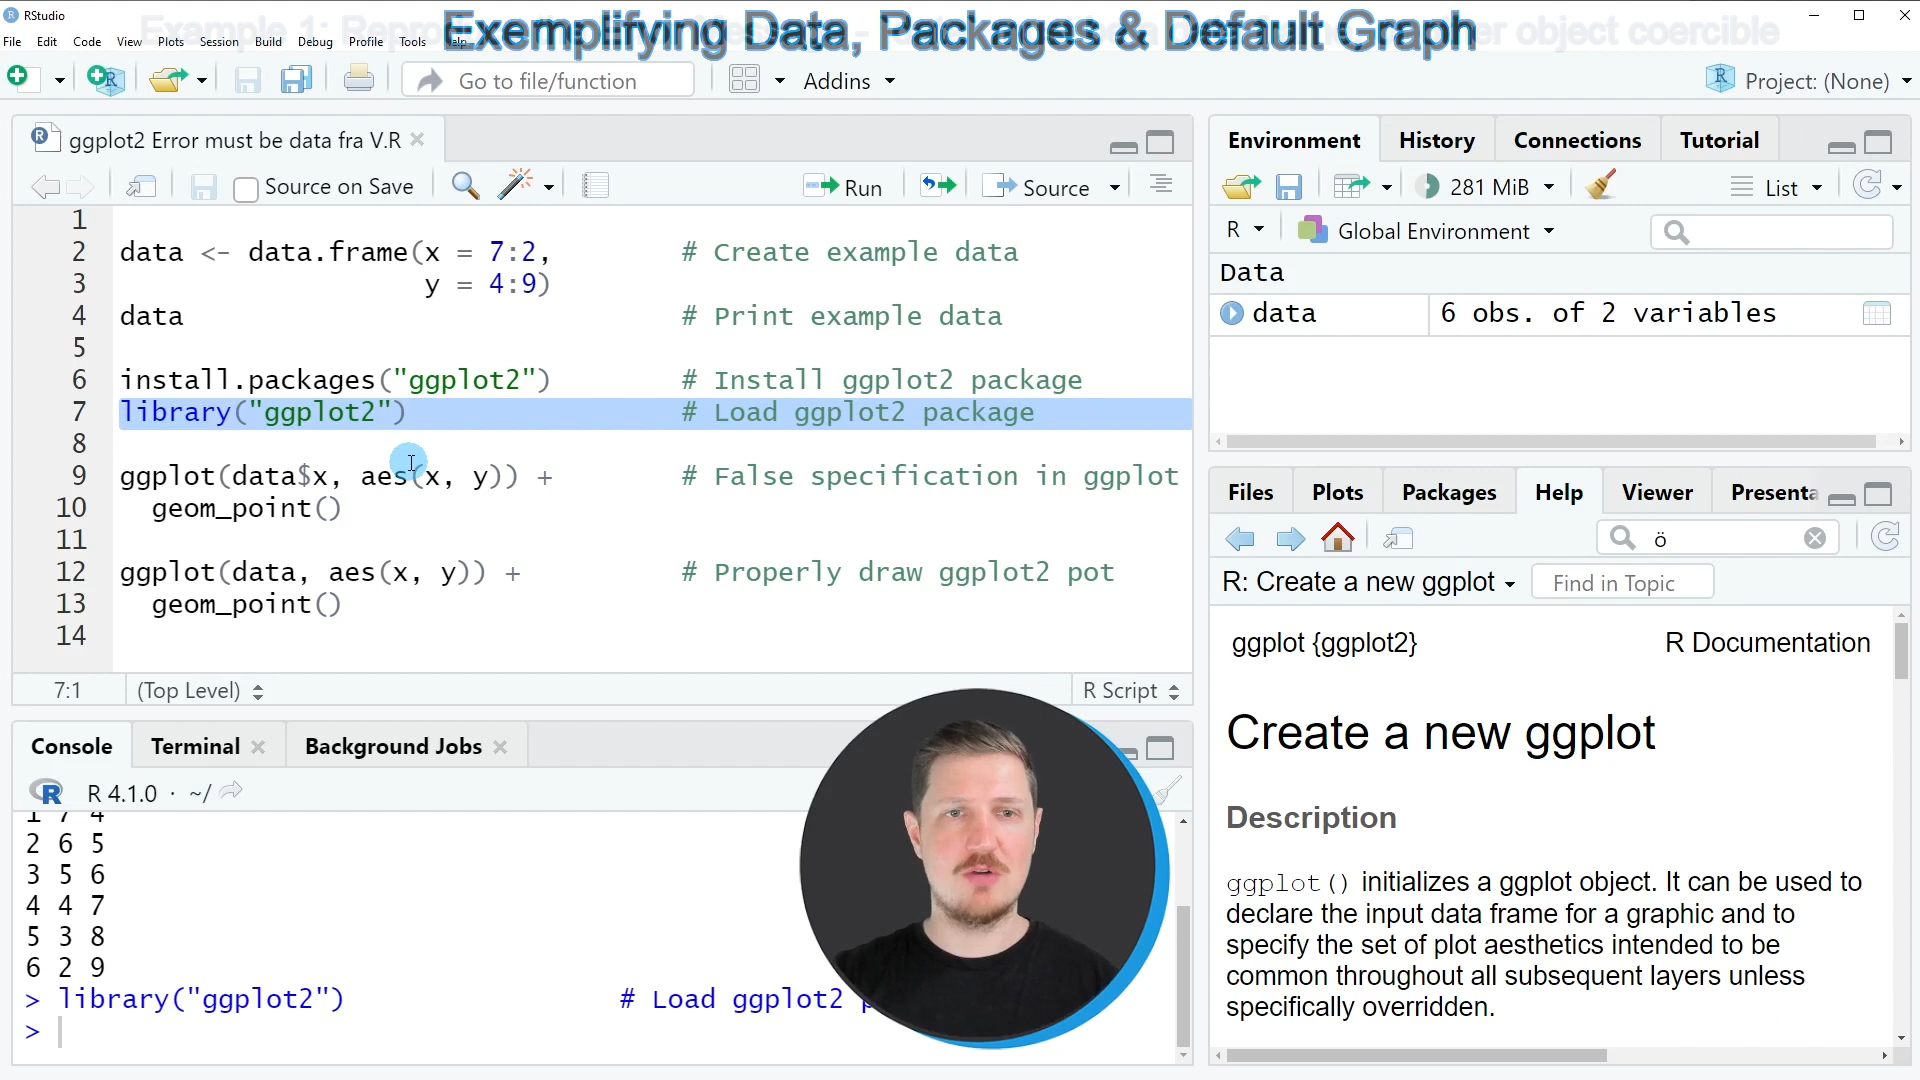 RStudio
Exemplifying Data, Packages & Default Graph
File Edit Code View Plots Session Build Debug Profile Tools Help
Go to file/function
Addins
Project: (None)
ggplot2 Error must be data fra V.R
Source on Save
Run
Source
1
2 data <- data.frame(x = 7:2, # Create example data
3 y = 4:9)
4 data # Print example data
5
6 install.packages("ggplot2") # Install ggplot2 package
7 library("ggplot2") # Load ggplot2 package
8
9 ggplot(data$x, aes(x, y)) + # False specification in ggplot
10 geom_point()
11
12 ggplot(data, aes(x, y)) + # Properly draw ggplot2 pot
13 geom_point()
14
7:1 (Top Level) R Script
Console Terminal Background Jobs
R 4.1.0 · ~/
1 7 4
2 6 5
3 5 6
4 4 7
5 3 8
6 2 9
> library("ggplot2") # Load ggplot2
>
Environment History Connections Tutorial
281 MiB List
R Global Environment
Data
data 6 obs. of 2 variables
Files Plots Packages Help Viewer Presenta
ö
R: Create a new ggplot Find in Topic
ggplot {ggplot2} R Documentation
Create a new ggplot
Description
ggplot() initializes a ggplot object. It can be used to
declare the input data frame for a graphic and to
specify the set of plot aesthetics intended to be
common throughout all subsequent layers unless
specifically overridden.